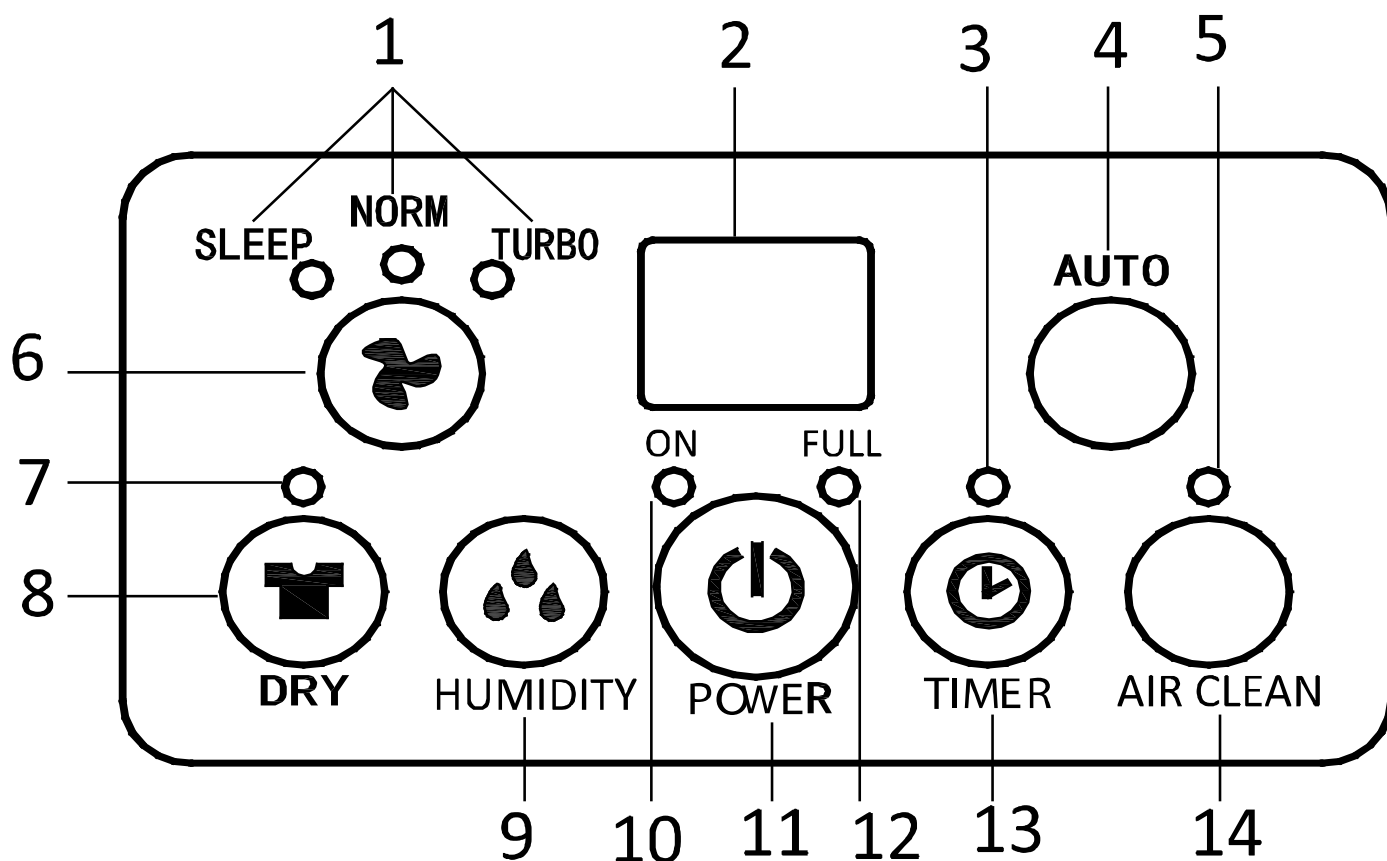 1 2 3 4 5
NORM
SLEEP TURBO
AUTO
6
ON FULL
7
8
DRY HUMIDITY POWER TIMER AIR CLEAN
9 10 11 12 13 14